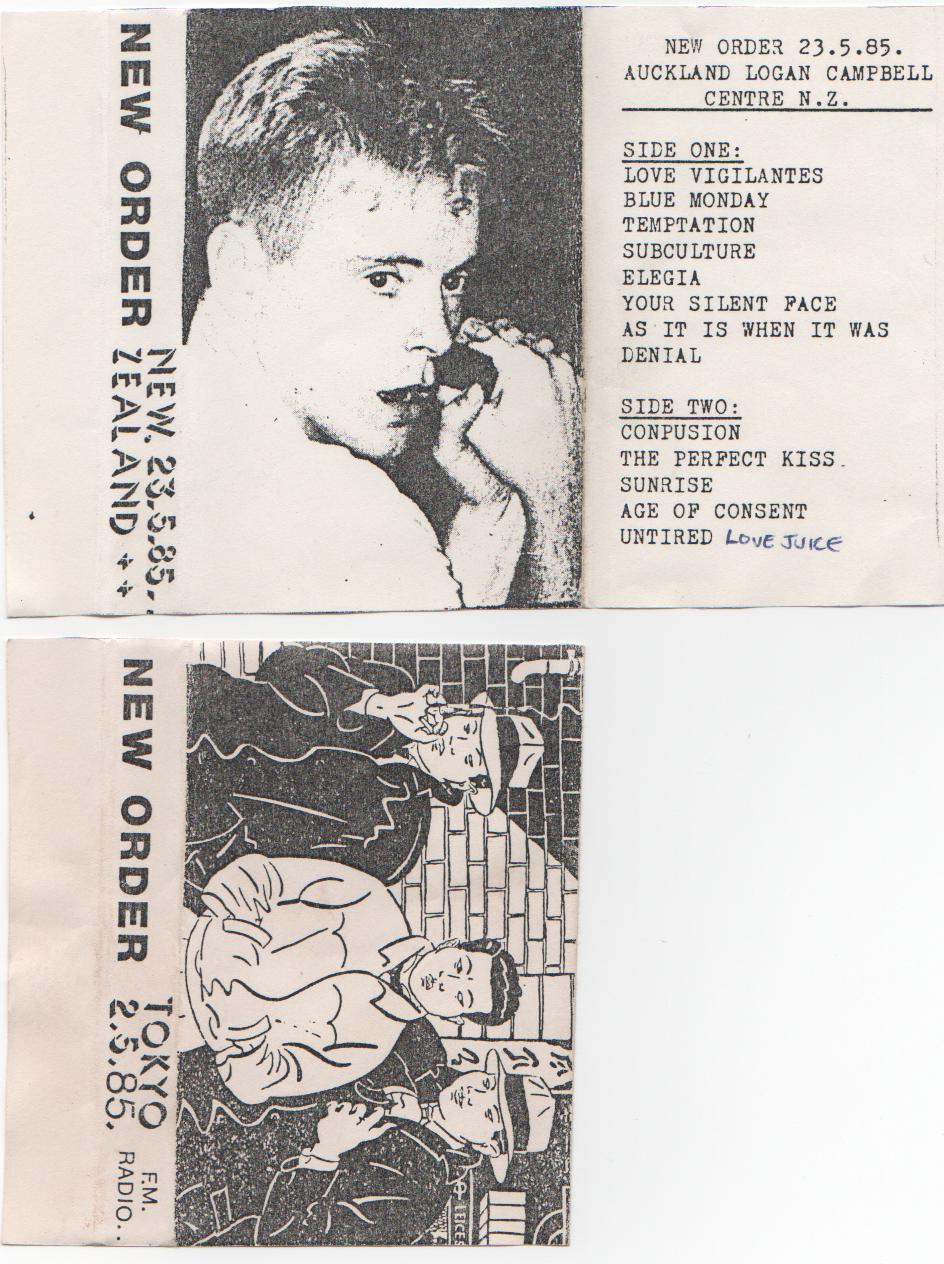 NEW ORDER
NEW. 23.5.85.
ZEALAND
NEW ORDER 23.5.85.
AUCKLAND LOGAN CAMPBELL
CENTRE N.Z.
SIDE ONE:
LOVE VIGILANTES
BLUE MONDAY
TEMPTATION
SUBCULTURE
ELEGIA
YOUR SILENT FACE
AS IT IS WHEN IT WAS
DENIAL
SIDE TWO:
CONPUSION
THE PERFECT KISS.
SUNRISE
AGE OF CONSENT
UNTIRED LOVE JUICE
NEW ORDER
TOKYO
2.5.85.
F.M.
RADIO..